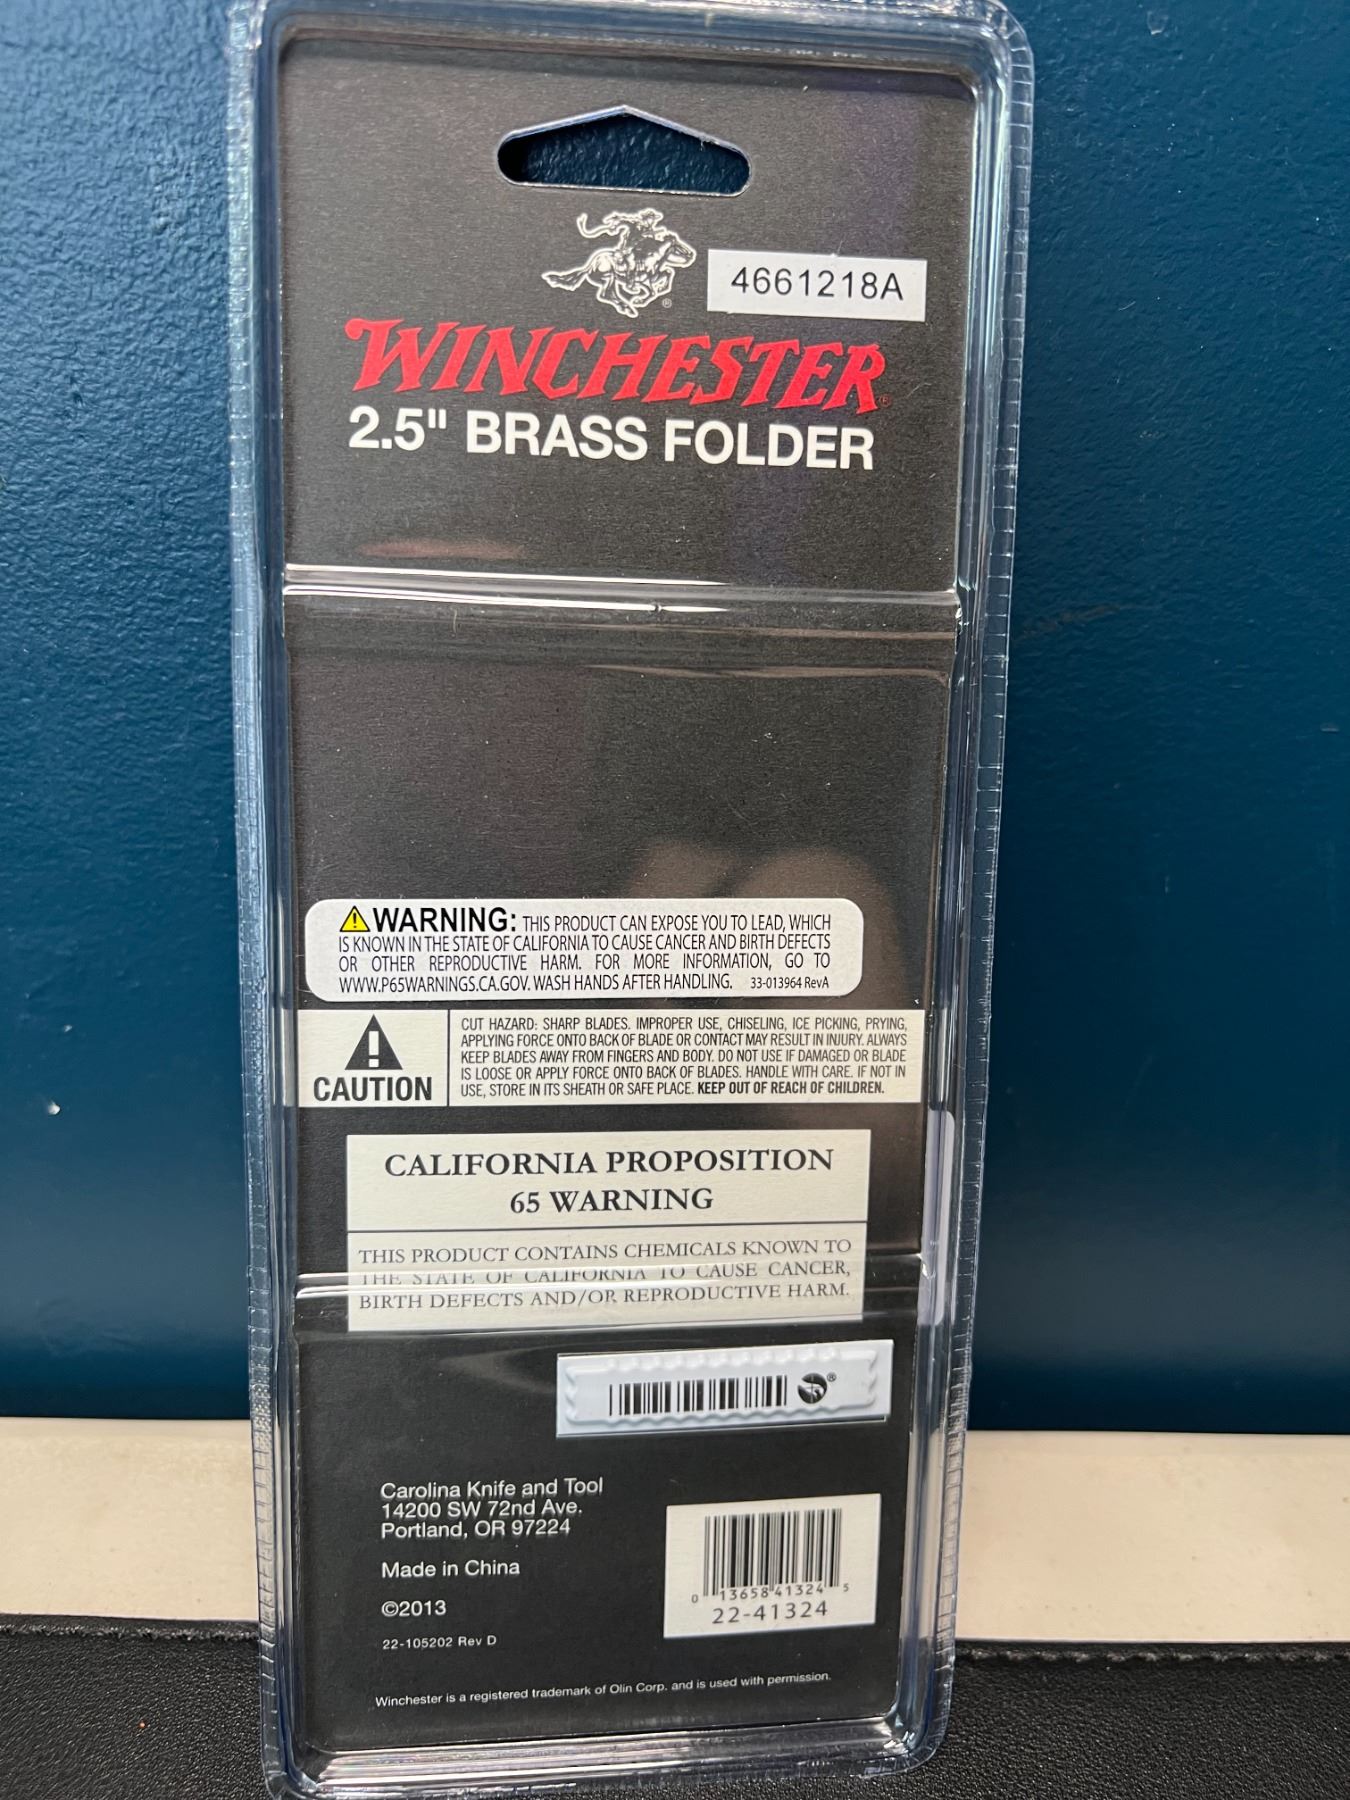 4661218A
WINCHESTER®
2.5" BRASS FOLDER
WARNING: THIS PRODUCT CAN EXPOSE YOU TO LEAD, WHICH
IS KNOWN IN THE STATE OF CALIFORNIA TO CAUSE CANCER AND BIRTH DEFECTS
OR OTHER REPRODUCTIVE HARM. FOR MORE INFORMATION, GO TO
WWW.P65WARNINGS.CA.GOV. WASH HANDS AFTER HANDLING. 33-013964 RevA
CAUTION
CUT HAZARD: SHARP BLADES. IMPROPER USE, CHISELING, ICE PICKING, PRYING,
APPLYING FORCE ONTO BACK OF BLADE OR CONTACT MAY RESULT IN INJURY. ALWAYS
KEEP BLADES AWAY FROM FINGERS AND BODY. DO NOT USE IF DAMAGED OR BLADE
IS LOOSE OR APPLY FORCE ONTO BACK OF BLADES. HANDLE WITH CARE. IF NOT IN
USE, STORE IN ITS SHEATH OR SAFE PLACE. KEEP OUT OF REACH OF CHILDREN.
CALIFORNIA PROPOSITION
65 WARNING
THIS PRODUCT CONTAINS CHEMICALS KNOWN TO
THE STATE OF CALIFORNIA TO CAUSE CANCER,
BIRTH DEFECTS AND/OR REPRODUCTIVE HARM.
Carolina Knife and Tool
14200 SW 72nd Ave.
Portland, OR 97224
Made in China
©2013
22-105202 Rev D
0 13658 41324 5
22-41324
Winchester is a registered trademark of Olin Corp. and is used with permission.